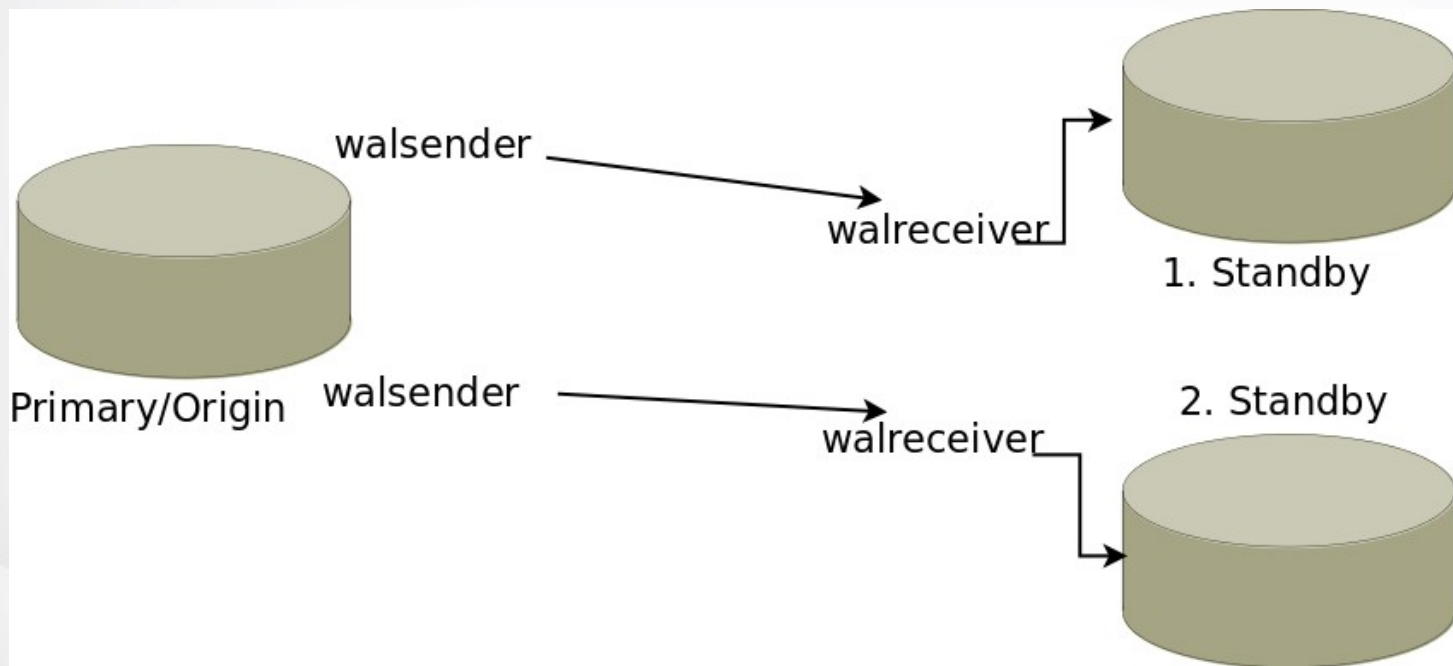 walsender
walreceiver
1. Standby
Primary/Origin
walsender
walreceiver
2. Standby